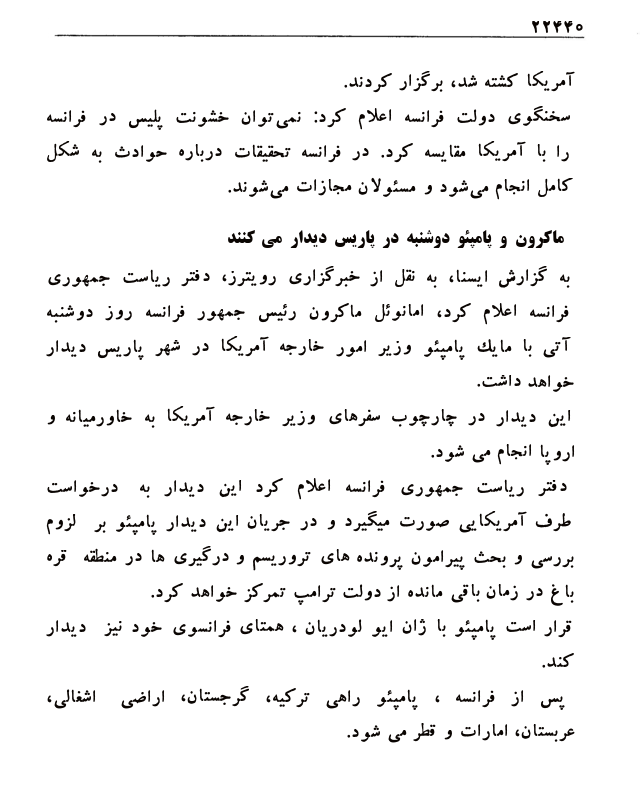 ۲۲۴۴۰
آمریکا کشته شد، برگزار کردند.
سخنگوی دولت فرانسه اعلام کرد: نمی‌توان خشونت پلیس در فرانسه
را با آمریکا مقایسه کرد. در فرانسه تحقیقات درباره حوادث به شکل
کامل انجام می‌شود و مسئولان مجازات می‌شوند.
ماکرون و پامپئو دوشنبه در پاریس دیدار می کنند
به گزارش ایسنا، به نقل از خبرگزاری رویترز، دفتر ریاست جمهوری
فرانسه اعلام کرد، امانوئل ماکرون رئیس جمهور فرانسه روز دوشنبه
آتی با مایك پامپئو وزیر امور خارجه آمریکا در شهر پاریس دیدار
خواهد داشت.
این دیدار در چارچوب سفرهای وزیر خارجه آمریکا به خاورمیانه و
اروپا انجام می شود.
دفتر ریاست جمهوری فرانسه اعلام کرد این دیدار به درخواست
طرف آمریکایی صورت میگیرد و در جریان این دیدار پامپئو بر لزوم
بررسی و بحث پیرامون پرونده های تروریسم و درگیری ها در منطقه قره
باغ در زمان باقی مانده از دولت ترامپ تمرکز خواهد کرد.
قرار است پامپئو با ژان ایو لودریان ، همتای فرانسوی خود نیز دیدار
کند.
پس از فرانسه ، پامپئو راهی ترکیه، گرجستان، اراضی اشغالی،
عربستان، امارات و قطر می شود.